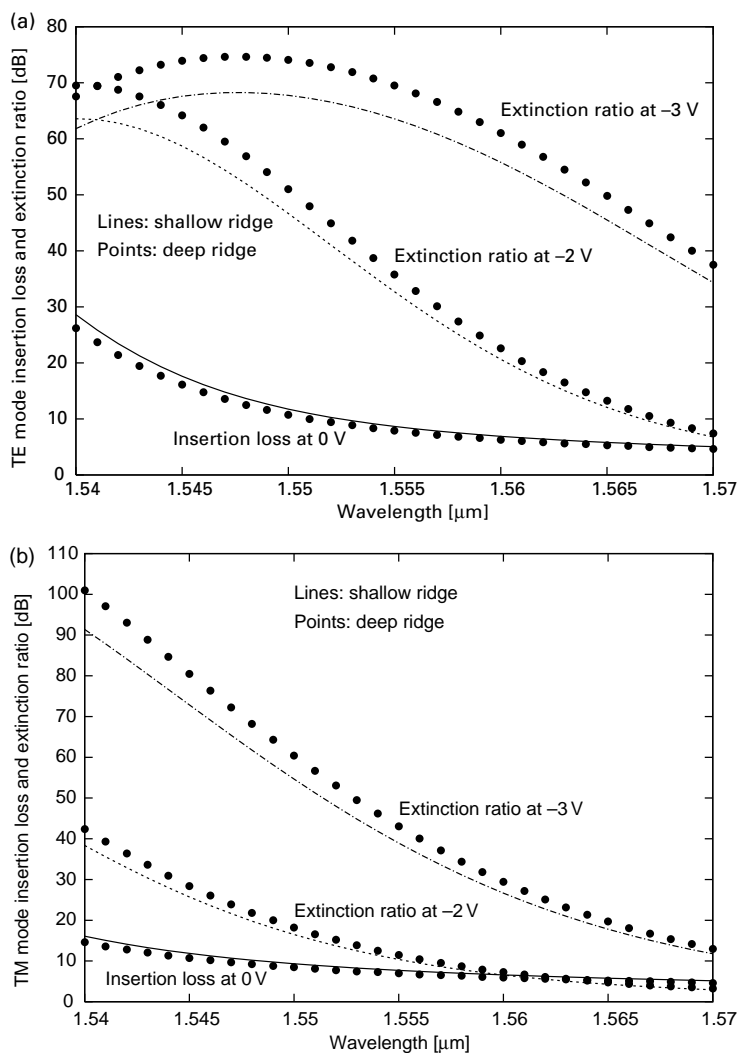 (a)
80
70
60
50
40
30
20
10
0
TE mode insertion loss and extinction ratio [dB]
Extinction ratio at –3 V
Lines: shallow ridge
Points: deep ridge
Extinction ratio at –2 V
Insertion loss at 0 V
1.54 1.545 1.55 1.555 1.56 1.565 1.57
Wavelength [μm]
(b)
110
100
90
80
70
60
50
40
30
20
10
0
TM mode insertion loss and extinction ratio [dB]
Lines: shallow ridge
Points: deep ridge
Extinction ratio at –3 V
Extinction ratio at –2 V
Insertion loss at 0 V
1.54 1.545 1.55 1.555 1.56 1.565 1.57
Wavelength [μm]